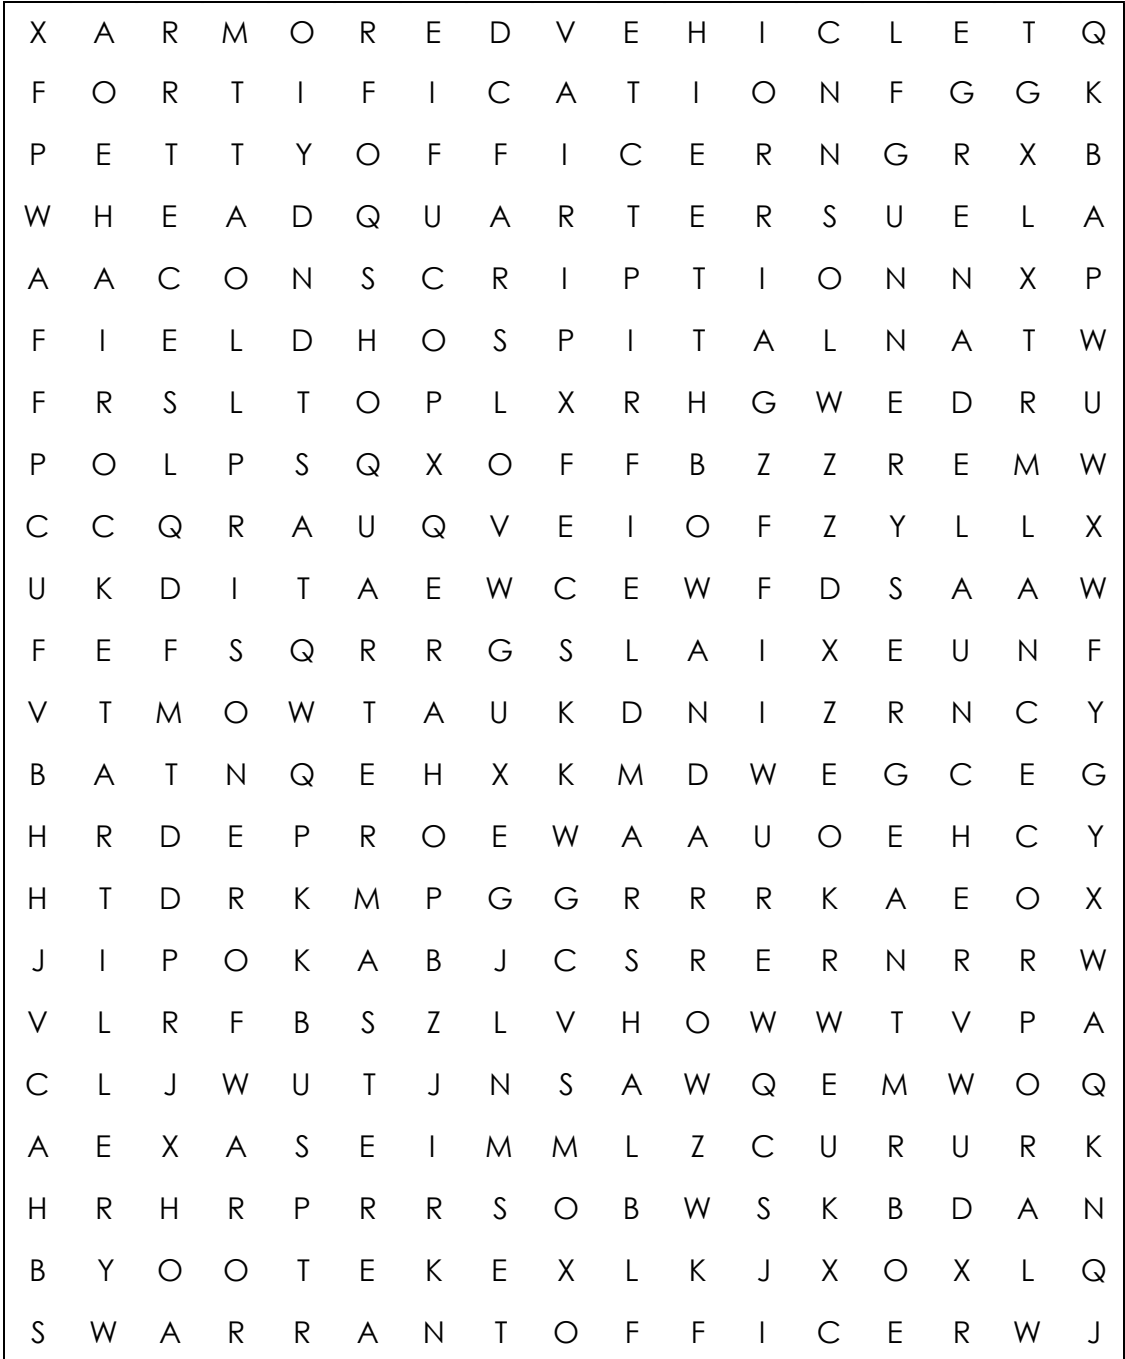 X A R M O R E D V E H I C L E T Q
F O R T I F I C A T I O N F G G K
P E T T Y O F F I C E R N G R X B
W H E A D Q U A R T E R S U E L A
A A C O N S C R I P T I O N N X P
F I E L D H O S P I T A L N A T W
F R S L T O P L X R H G W E D R U
P O L P S Q X O F F B Z Z R E M W
C C Q R A U Q V E I O F Z Y L L X
U K D I T A E W C E W F D S A A W
F E F S Q R R G S L A I X E U N F
V T M O W T A U K D N I Z R N C Y
B A T N Q E H X K M D W E G C E G
H R D E P R O E W A A U O E H C Y
H T D R K M P G G R R R K A E O X
J I P O K A B J C S R E R N R R W
V L R F B S Z L V H O W W T V P A
C L J W U T J N S A W Q E M W O Q
A E X A S E I M M L Z C U R U R K
H R H R P R R S O B W S K B D A N
B Y O O T E K E X L K J X O X L Q
S W A R R A N T O F F I C E R W J